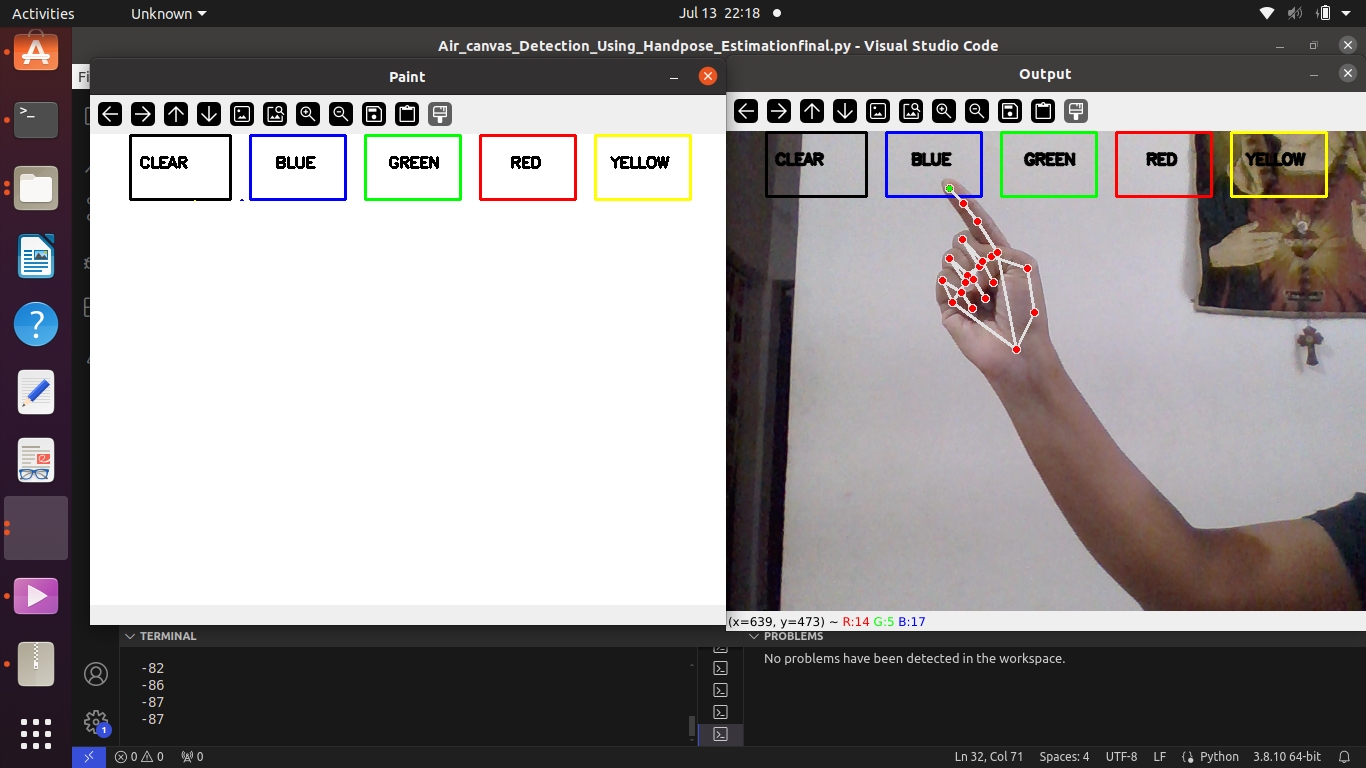 Activities
Unknown
Jul 13 22:18
Air_canvas_Detection_Using_Handpose_Estimationfinal.py - Visual Studio Code
Fi
Paint
CLEAR
BLUE
GREEN
RED
YELLOW
Output
CLEAR
BLUE
GREEN
RED
YELLOW
(x=639, y=473) ~ R:14 G:5 B:17
TERMINAL
-82
-86
-87
-87
PROBLEMS
No problems have been detected in the workspace.
1
0 0 0
Ln 32, Col 71 Spaces: 4 UTF-8 LF Python 3.8.10 64-bit